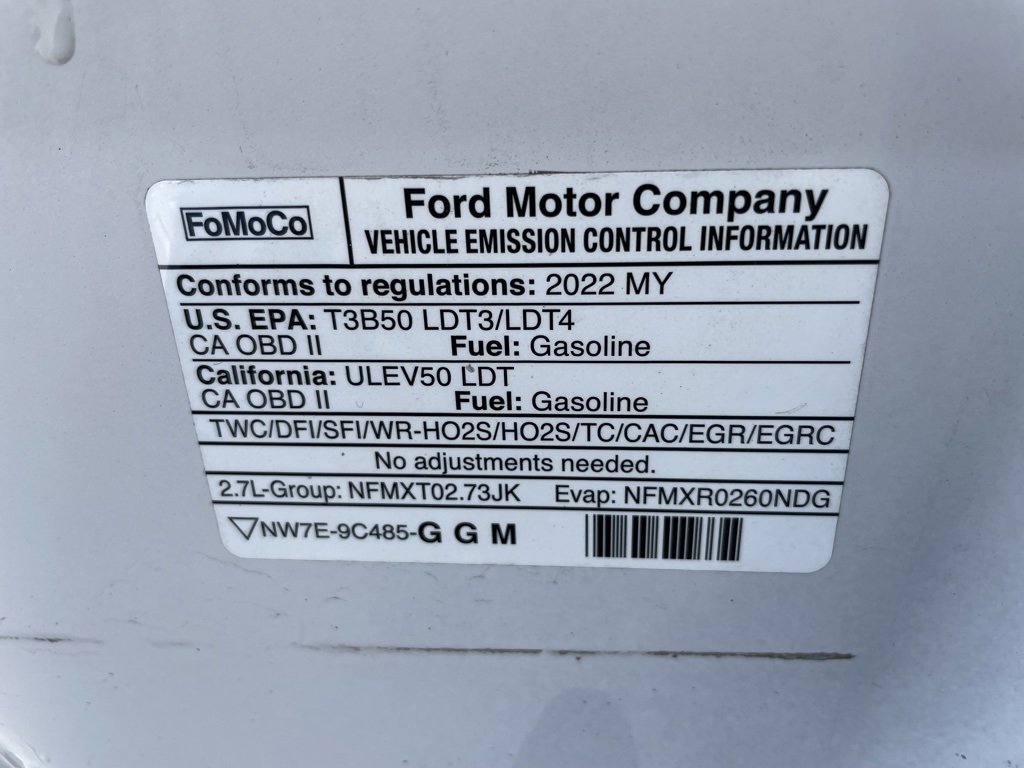 FoMoCo
Ford Motor Company
VEHICLE EMISSION CONTROL INFORMATION
Conforms to regulations: 2022 MY
U.S. EPA: T3B50 LDT3/LDT4
CA OBD II Fuel: Gasoline
California: ULEV50 LDT
CA OBD II Fuel: Gasoline
TWC/DFI/SFI/WR-HO2S/HO2S/TC/CAC/EGR/EGRC
No adjustments needed.
2.7L-Group: NFMXT02.73JK Evap: NFMXR0260NDG
NW7E-9C485-G G M